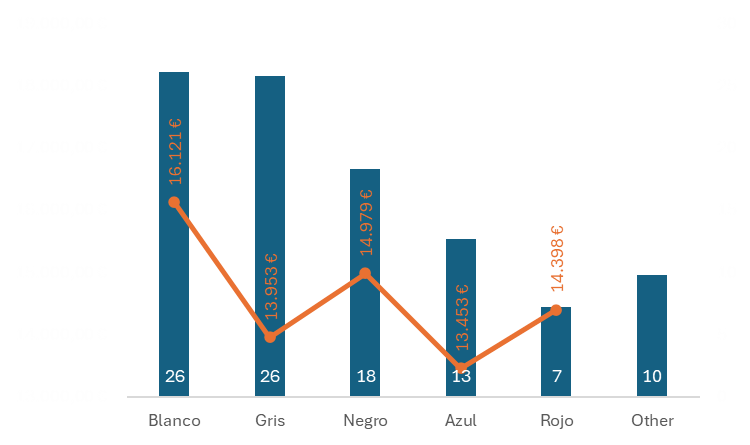 16.121 €
13.953 €
14.979 €
13.453 €
14.398 €
26
26
18
13
7
10
Blanco
Gris
Negro
Azul
Rojo
Other